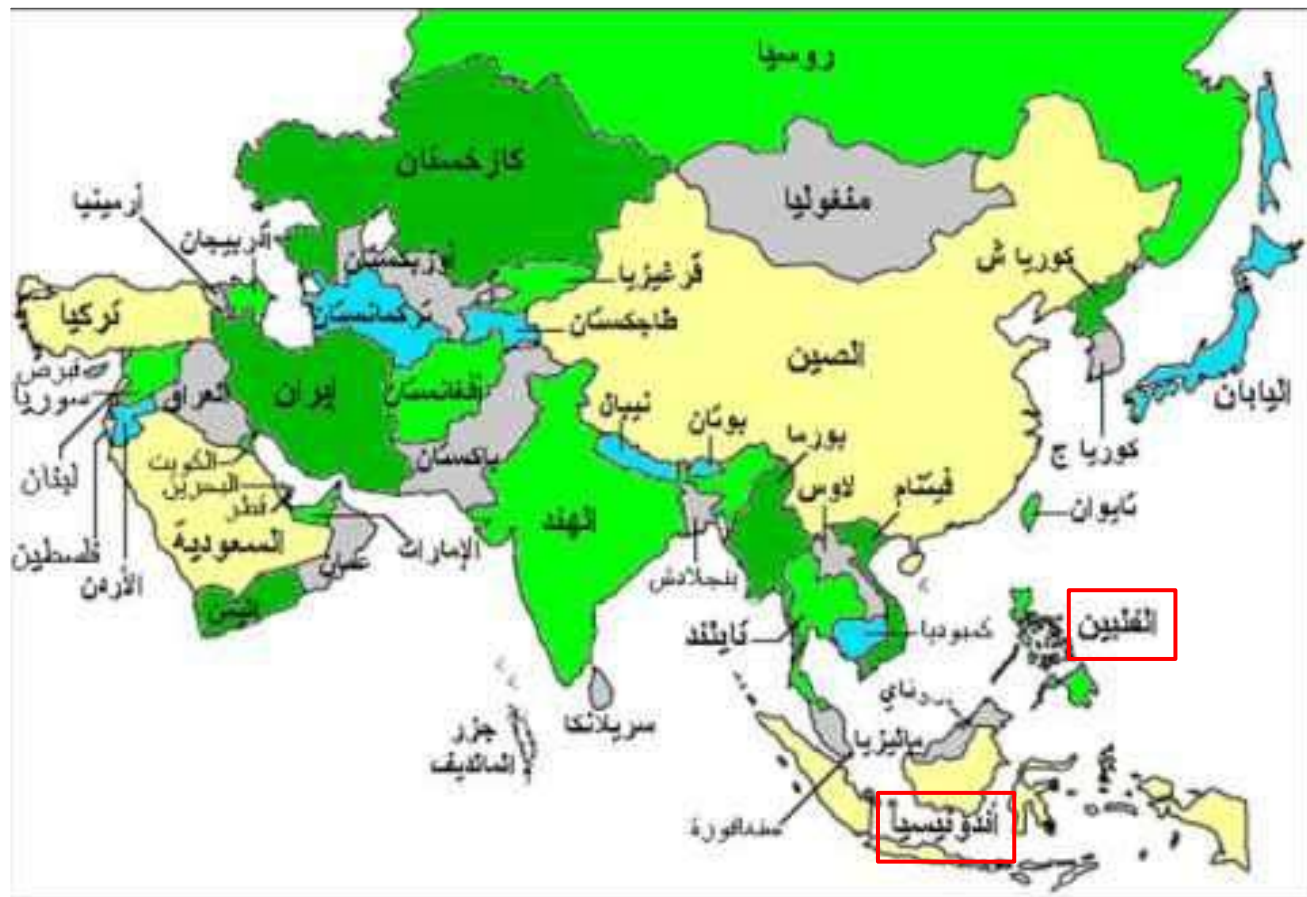 روسيا
كازخستان
منغوليا
أرمينيا
أذربيجان
أوزبكستان
قرغيزيا
كوريا ش
تركيا
تركمانستان
طاجكستان
الصين
قبرص
سوريا
العراق
إيران
أفغانستان
نيبال
بوتان
بورما
اليابان
كوريا ج
لبنان
الكويت
باكستان
البحرين
قطر
لاوس
فيتنام
تايوان
الهند
السعودية
الإمارات
فلسطين
عمان
الأردن
بنجلادش
اليمن
تايلند
كمبوديا
الفلبين
بروناي
سريلانكا
جزر
المالديف
ماليزيا
سنغافورة
أندونيسيا